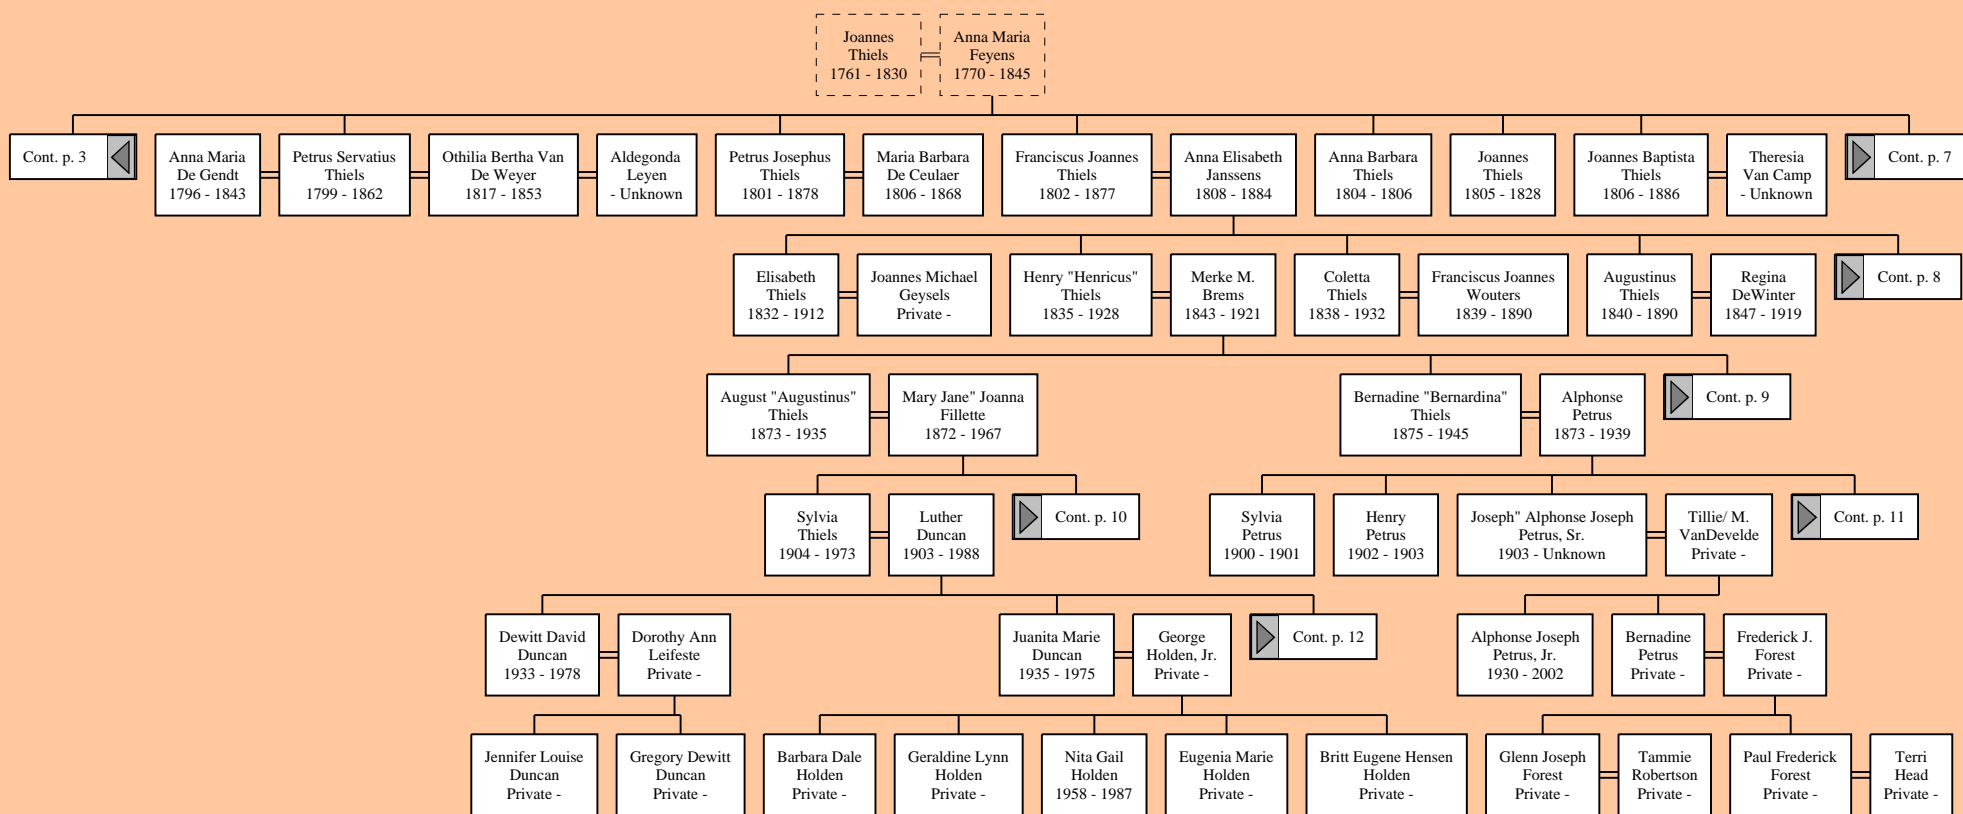 Joannes
Thiels
1761 - 1830
Anna Maria
Feyens
1770 - 1845
Cont. p. 3
Anna Maria
De Gendt
1796 - 1843
Petrus Servatius
Thiels
1799 - 1862
Othilia Bertha Van
De Weyer
1817 - 1853
Aldegonda
Leyen
- Unknown
Petrus Josephus
Thiels
1801 - 1878
Maria Barbara
De Ceulaer
1806 - 1868
Franciscus Joannes
Thiels
1802 - 1877
Anna Elisabeth
Janssens
1808 - 1884
Anna Barbara
Thiels
1804 - 1806
Joannes
Thiels
1805 - 1828
Joannes Baptista
Thiels
1806 - 1886
Theresia
Van Camp
- Unknown
Cont. p. 7
Elisabeth
Thiels
1832 - 1912
Joannes Michael
Geysels
Private -
Henry "Henricus"
Thiels
1835 - 1928
Merke M.
Brems
1843 - 1921
Coletta
Thiels
1838 - 1932
Franciscus Joannes
Wouters
1839 - 1890
Augustinus
Thiels
1840 - 1890
Regina
DeWinter
1847 - 1919
Cont. p. 8
August "Augustinus"
Thiels
1873 - 1935
Mary Jane" Joanna
Fillette
1872 - 1967
Bernadine "Bernardina"
Thiels
1875 - 1945
Alphonse
Petrus
1873 - 1939
Cont. p. 9
Sylvia
Thiels
1904 - 1973
Luther
Duncan
1903 - 1988
Cont. p. 10
Sylvia
Petrus
1900 - 1901
Henry
Petrus
1902 - 1903
Joseph" Alphonse Joseph
Petrus, Sr.
1903 - Unknown
Tillie/ M.
VanDevelde
Private -
Cont. p. 11
Dewitt David
Duncan
1933 - 1978
Dorothy Ann
Leifeste
Private -
Juanita Marie
Duncan
1935 - 1975
George
Holden, Jr.
Private -
Cont. p. 12
Alphonse Joseph
Petrus, Jr.
1930 - 2002
Bernadine
Petrus
Private -
Frederick J.
Forest
Private -
Jennifer Louise
Duncan
Private -
Gregory Dewitt
Duncan
Private -
Barbara Dale
Holden
Private -
Geraldine Lynn
Holden
Private -
Nita Gail
Holden
1958 - 1987
Eugenia Marie
Holden
Private -
Britt Eugene Hensen
Holden
Private -
Glenn Joseph
Forest
Private -
Tammie
Robertson
Private -
Paul Frederick
Forest
Private -
Terri
Head
Private -